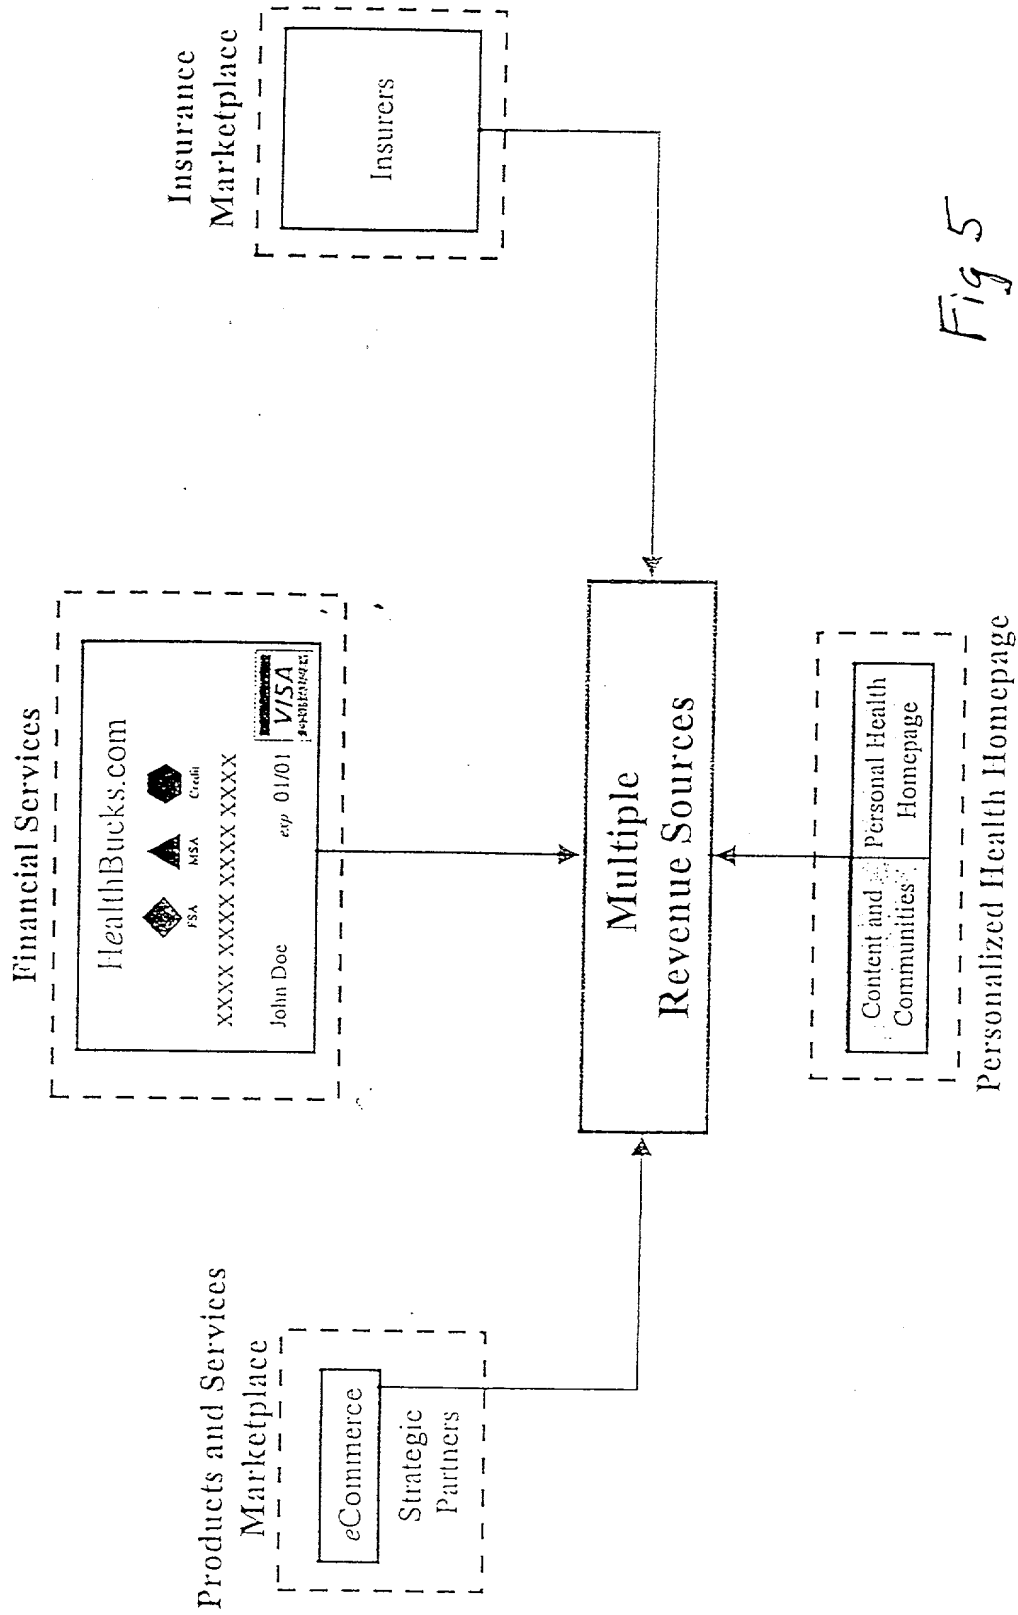 Financial Services
HealthBucks.com
FSA
MSA
Credit
XXXX XXXX XXXX XXXX XXXX
John Doe
exp 01/01
VISA
Products and Services
Marketplace
eCommerce
Strategic
Partners
Insurance
Marketplace
Insurers
Multiple
Revenue Sources
Content and
Communities
Personal Health
Homepage
Personalized Health Homepage
Fig 5